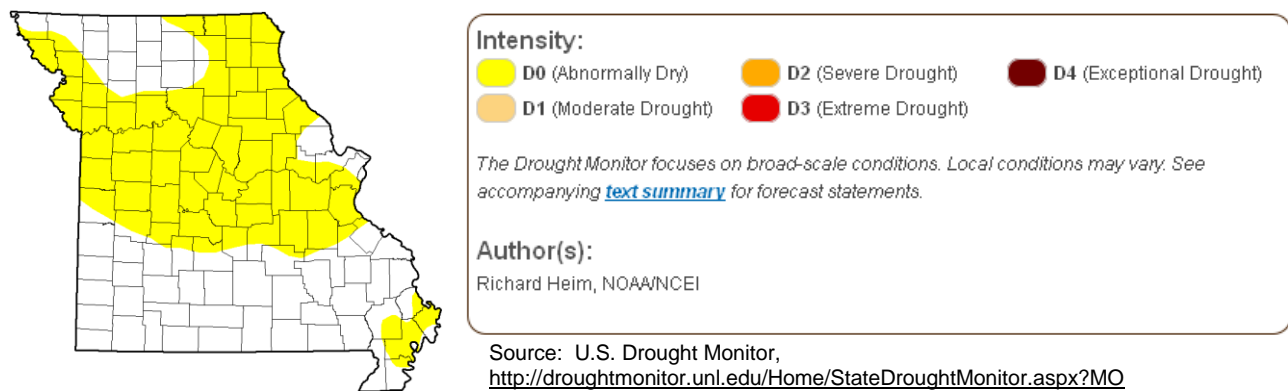 Intensity:
D0 (Abnormally Dry)
D2 (Severe Drought)
D4 (Exceptional Drought)
D1 (Moderate Drought)
D3 (Extreme Drought)
The Drought Monitor focuses on broad-scale conditions. Local conditions may vary. See
accompanying text summary for forecast statements.
Author(s):
Richard Heim, NOAA/NCEI
Source: U.S. Drought Monitor,
http://droughtmonitor.unl.edu/Home/StateDroughtMonitor.aspx?MO